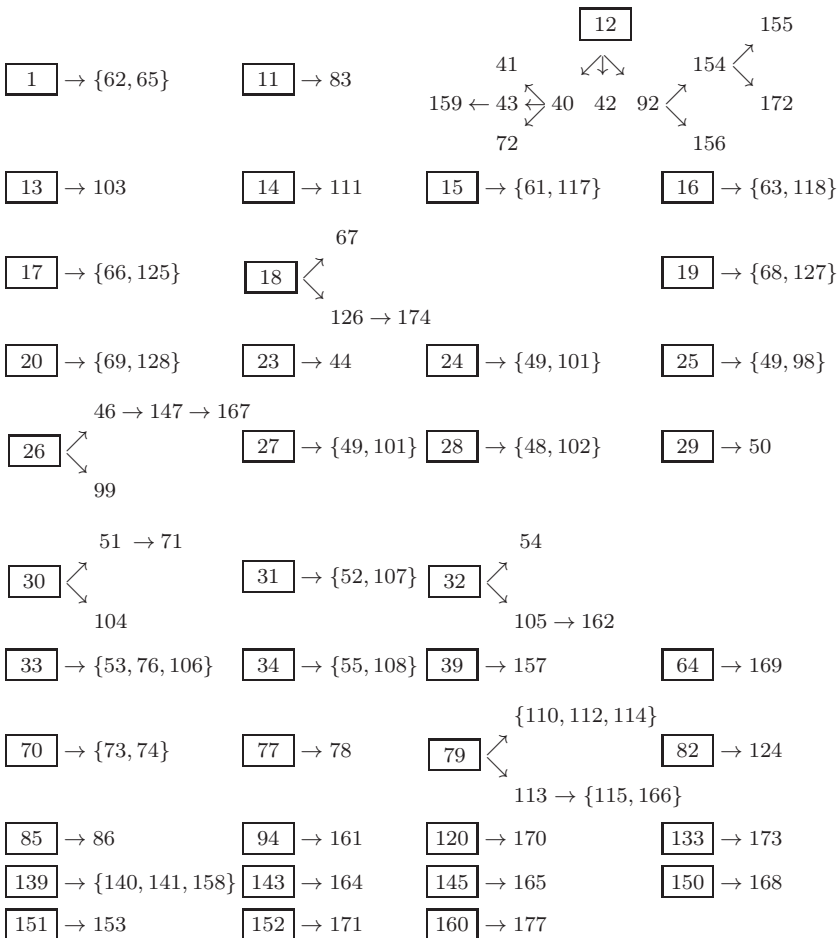 12 155
1 → {62, 65} 11 → 83 41 154
159 ← 43 ← 40 42 92 172
72 156
13 → 103 14 → 111 15 → {61, 117} 16 → {63, 118}
67
17 → {66, 125} 18 19 → {68, 127}
126 → 174
20 → {69, 128} 23 → 44 24 → {49, 101} 25 → {49, 98}
46 → 147 → 167
26 27 → {49, 101} 28 → {48, 102} 29 → 50
99
51 → 71 54
30 31 → {52, 107} 32
104 105 → 162
33 → {53, 76, 106} 34 → {55, 108} 39 → 157 64 → 169
{110, 112, 114}
70 → {73, 74} 77 → 78 79 82 → 124
113 → {115, 166}
85 → 86 94 → 161 120 → 170 133 → 173
139 → {140, 141, 158} 143 → 164 145 → 165 150 → 168
151 → 153 152 → 171 160 → 177